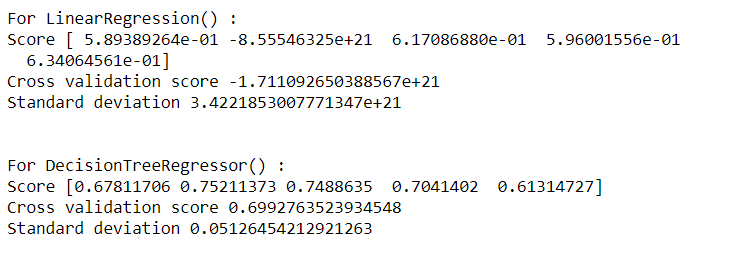 For LinearRegression() :
Score [ 5.89389264e-01 -8.55546325e+21  6.17086880e-01  5.96001556e-01
  6.34064561e-01]
Cross validation score -1.711092650388567e+21
Standard deviation 3.4221853007771347e+21
For DecisionTreeRegressor() :
Score [0.67811706 0.75211373 0.7488635  0.7041402  0.61314727]
Cross validation score 0.6992763523934548
Standard deviation 0.05126454212921263